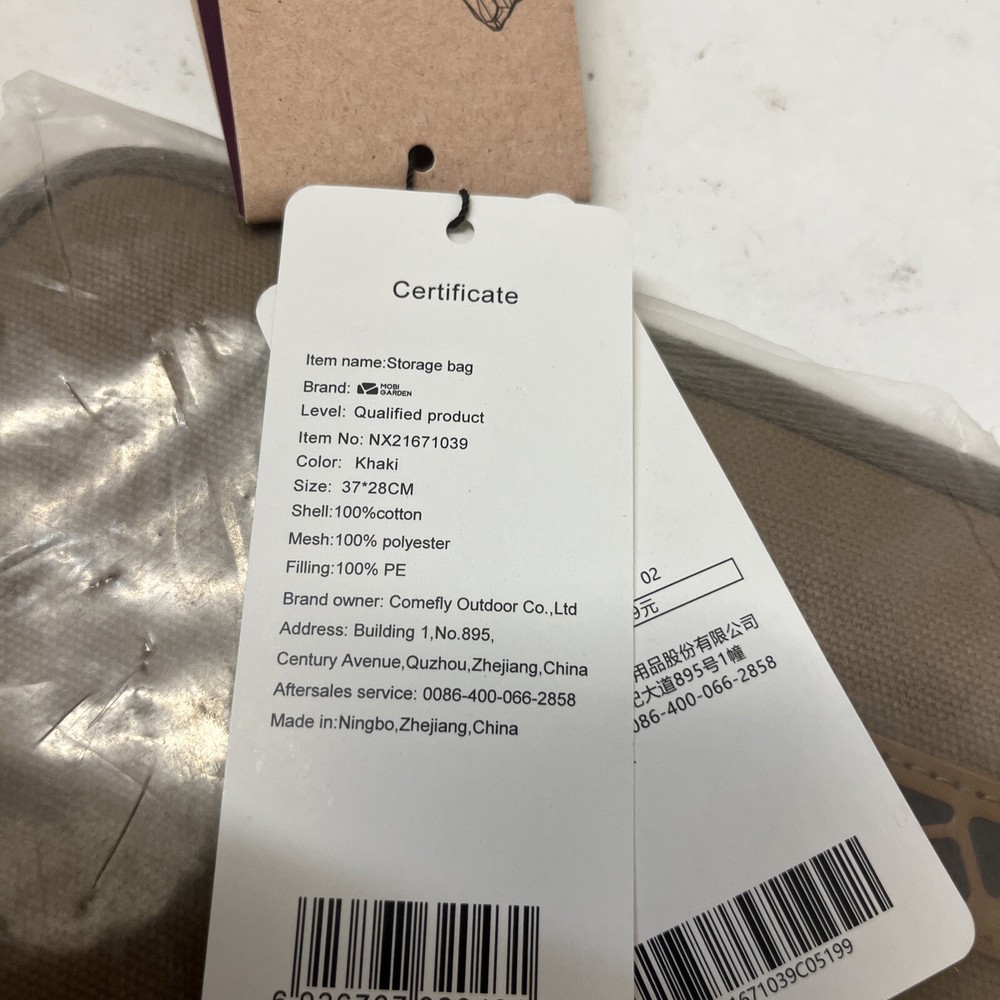 Certificate
Item name:Storage bag
Brand: MOBI GARDEN
Level: Qualified product
Item No: NX21671039
Color: Khaki
Size: 37*28CM
Shell:100%cotton
Mesh:100% polyester
Filling:100% PE
Brand owner: Comefly Outdoor Co.,Ltd
Address: Building 1,No.895,
Century Avenue,Quzhou,Zhejiang,China
Aftersales service: 0086-400-066-2858
Made in:Ningbo,Zhejiang,China
02
9元
用品股份有限公司
大道895号1幢
086-400-066-2858
1671039C05199